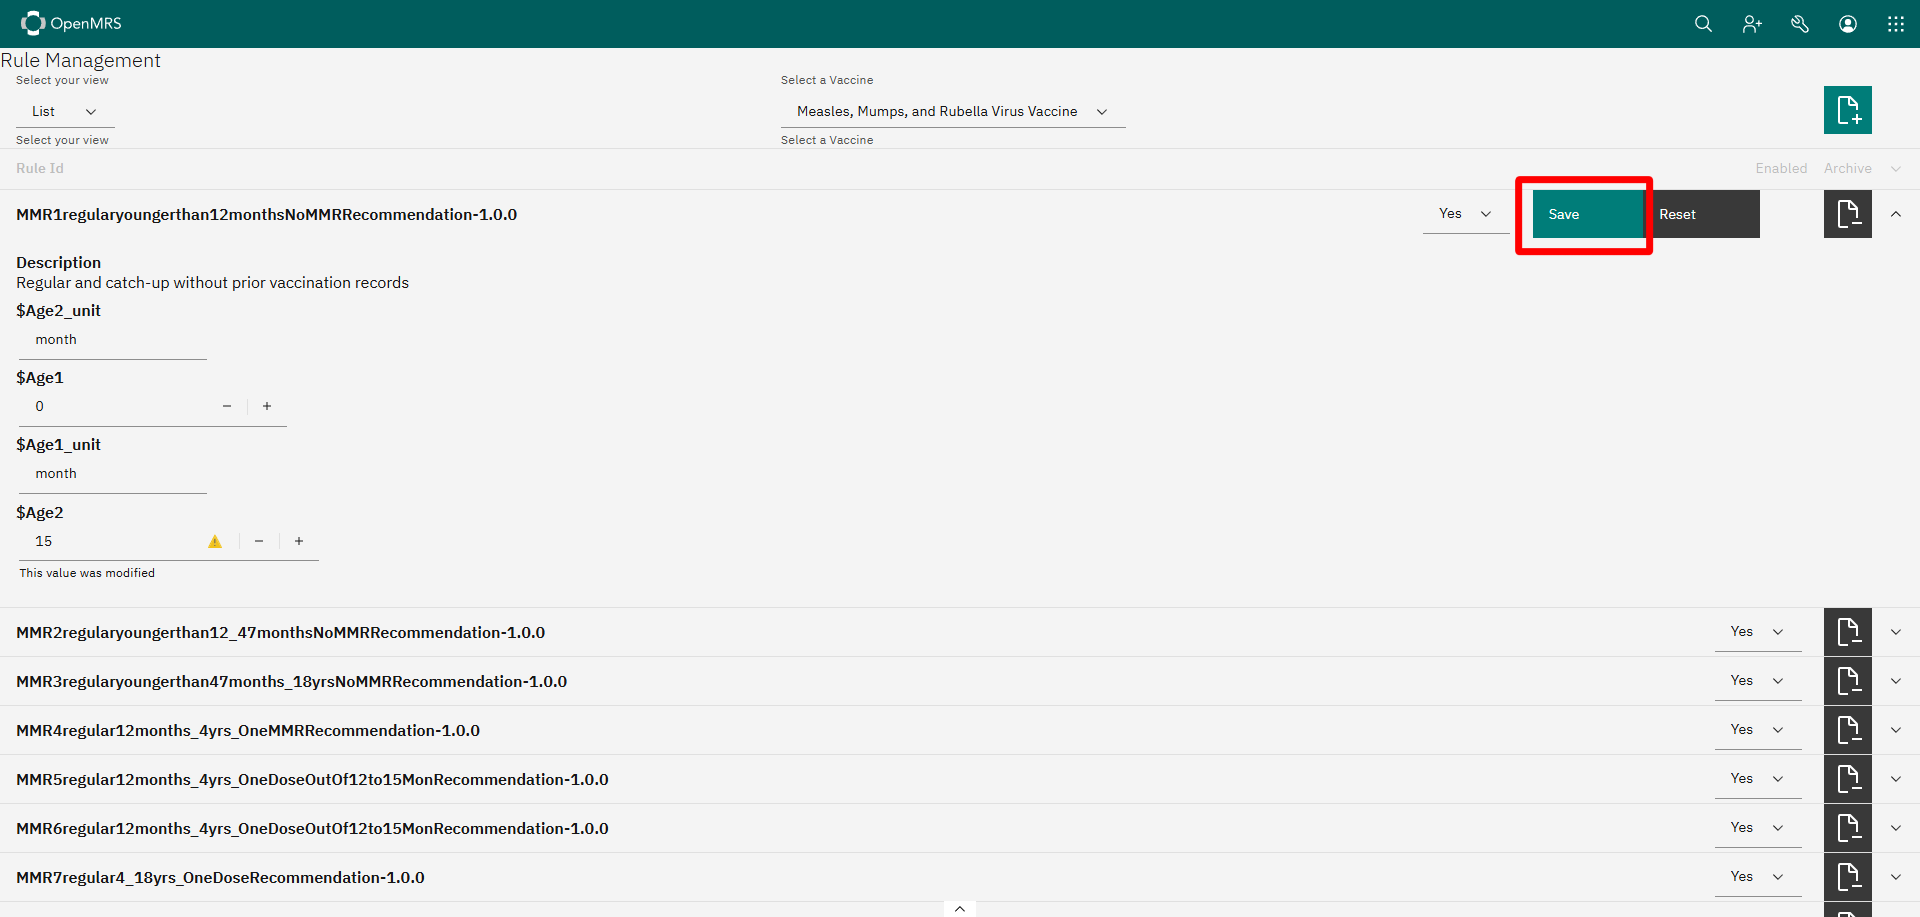 OpenMRS
Rule Management
Select your view
Select a Vaccine
List
Measles, Mumps, and Rubella Virus Vaccine
Select your view
Select a Vaccine
Rule Id
Enabled
Archive
MMR1regularyoungerthan12monthsNoMMRRecommendation-1.0.0
Yes
Save
Reset
Description
Regular and catch-up without prior vaccination records
$Age2_unit
month
$Age1
0
$Age1_unit
month
$Age2
15
This value was modified
MMR2regularyoungerthan12_47monthsNoMMRRecommendation-1.0.0
Yes
MMR3regularyoungerthan47months_18yrsNoMMRRecommendation-1.0.0
Yes
MMR4regular12months_4yrs_OneMMRRecommendation-1.0.0
Yes
MMR5regular12months_4yrs_OneDoseOutOf12to15MonRecommendation-1.0.0
Yes
MMR6regular12months_4yrs_OneDoseOutOf12to15MonRecommendation-1.0.0
Yes
MMR7regular4_18yrs_OneDoseRecommendation-1.0.0
Yes